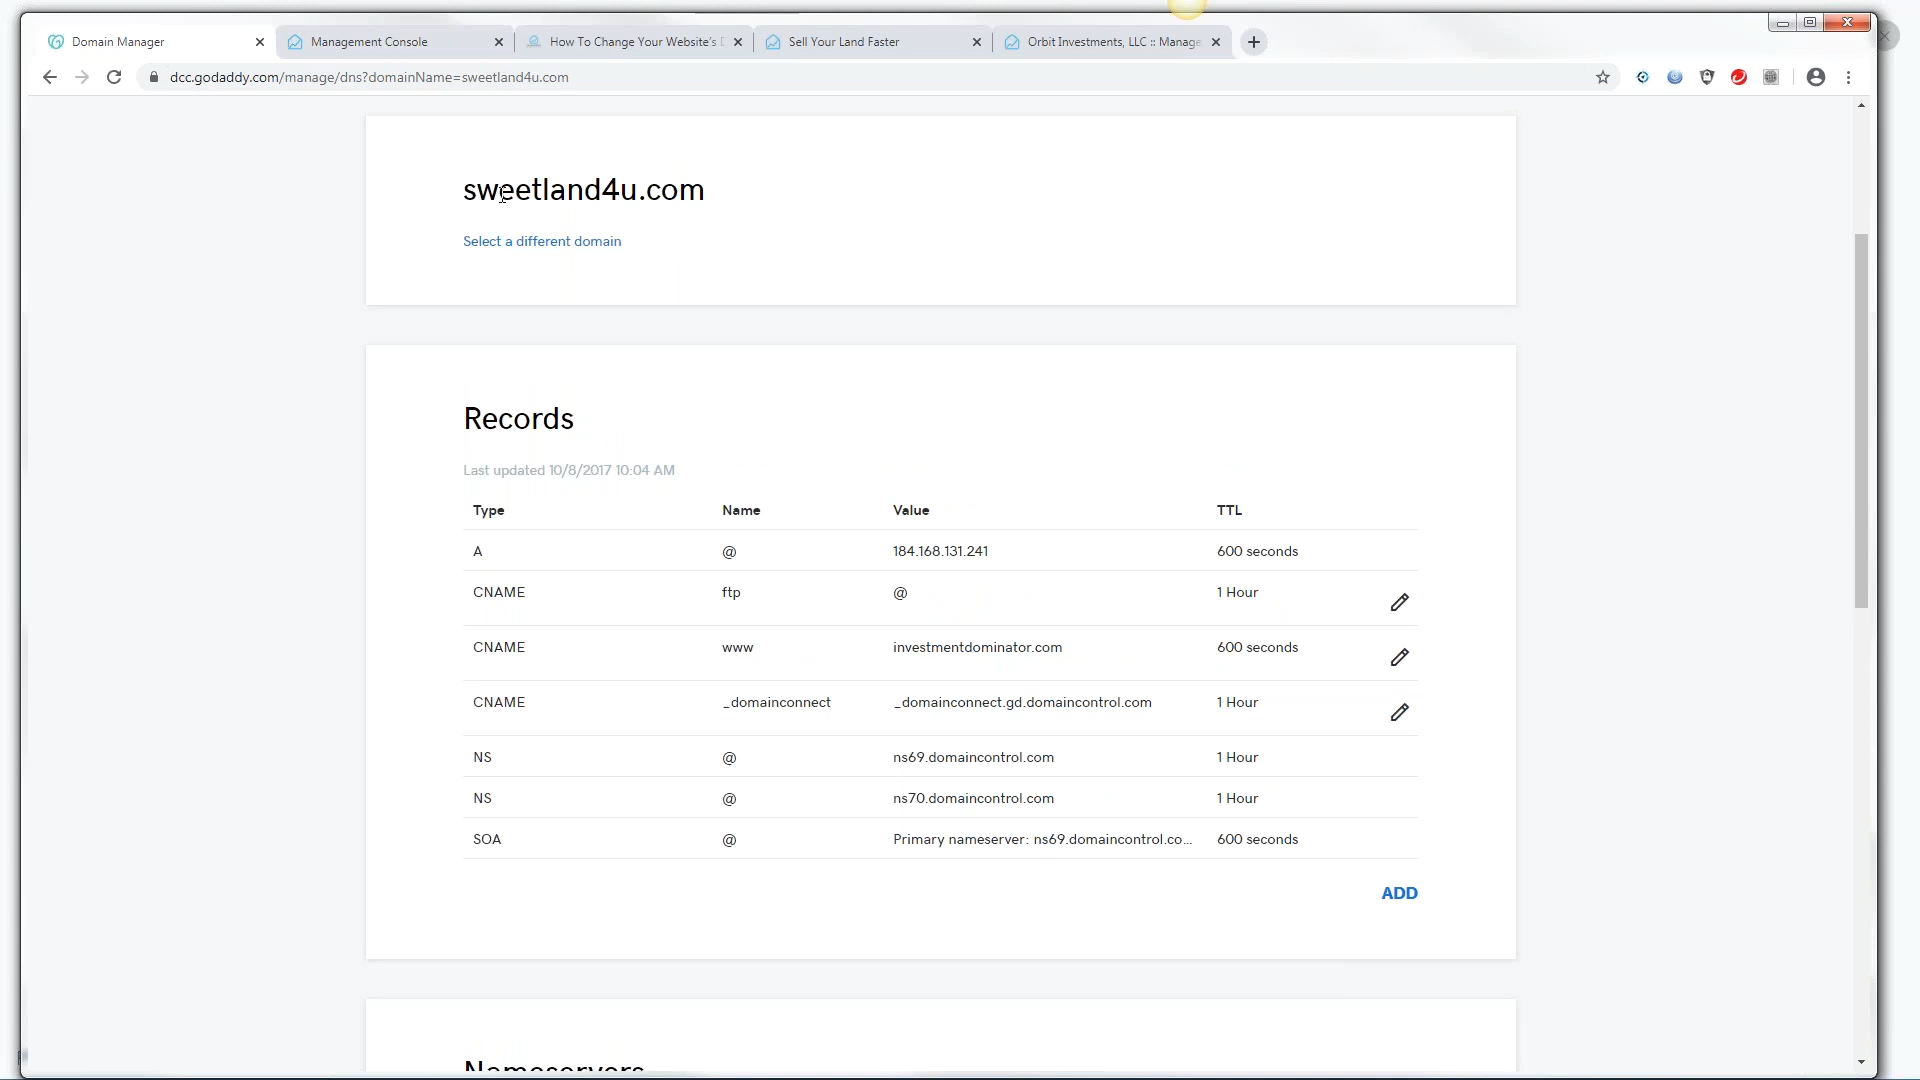 Domain Manager
Management Console
How To Change Your Website's
Sell Your Land Faster
Orbit Investments, LLC :: Manage
dcc.godaddy.com/manage/dns?domainName=sweetland4u.com
sweetland4u.com
Select a different domain
Records
Last updated 10/8/2017 10:04 AM
Type Name Value TTL
A @ 184.168.131.241 600 seconds
CNAME ftp @ 1 Hour
CNAME www investmentdominator.com 600 seconds
CNAME _domainconnect _domainconnect.gd.domaincontrol.com 1 Hour
NS @ ns69.domaincontrol.com 1 Hour
NS @ ns70.domaincontrol.com 1 Hour
SOA @ Primary nameserver: ns69.domaincontrol.co... 600 seconds
ADD
Nameservers